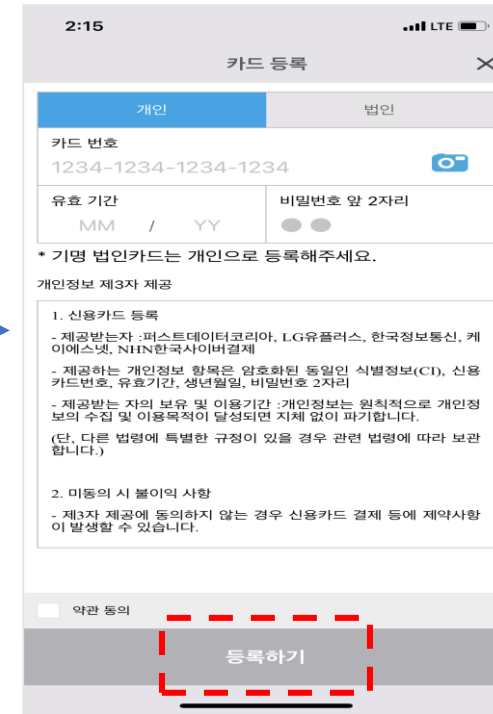 2:15 LTE
카드 등록
개인 법인
카드 번호
1234-1234-1234-1234
유효 기간 비밀번호 앞 2자리
MM / YY
* 기명 법인카드는 개인으로 등록해주세요.
개인정보 제3자 제공
1. 신용카드 등록
- 제공받는자 :퍼스트데이터코리아, LG유플러스, 한국정보통신, 케
이에스넷, NHN한국사이버결제
- 제공하는 개인정보 항목은 암호화된 동일인 식별정보(CI), 신용
카드번호, 유효기간, 생년월일, 비밀번호 2자리
- 제공받는 자의 보유 및 이용기간 :개인정보는 원칙적으로 개인정
보의 수집 및 이용목적이 달성되면 지체 없이 파기합니다.
(단, 다른 법령에 특별한 규정이 있을 경우 관련 법령에 따라 보관
합니다.)
2. 미동의 시 불이익 사항
- 제3자 제공에 동의하지 않는 경우 신용카드 결제 등에 제약사항
이 발생할 수 있습니다.
약관 동의
등록하기